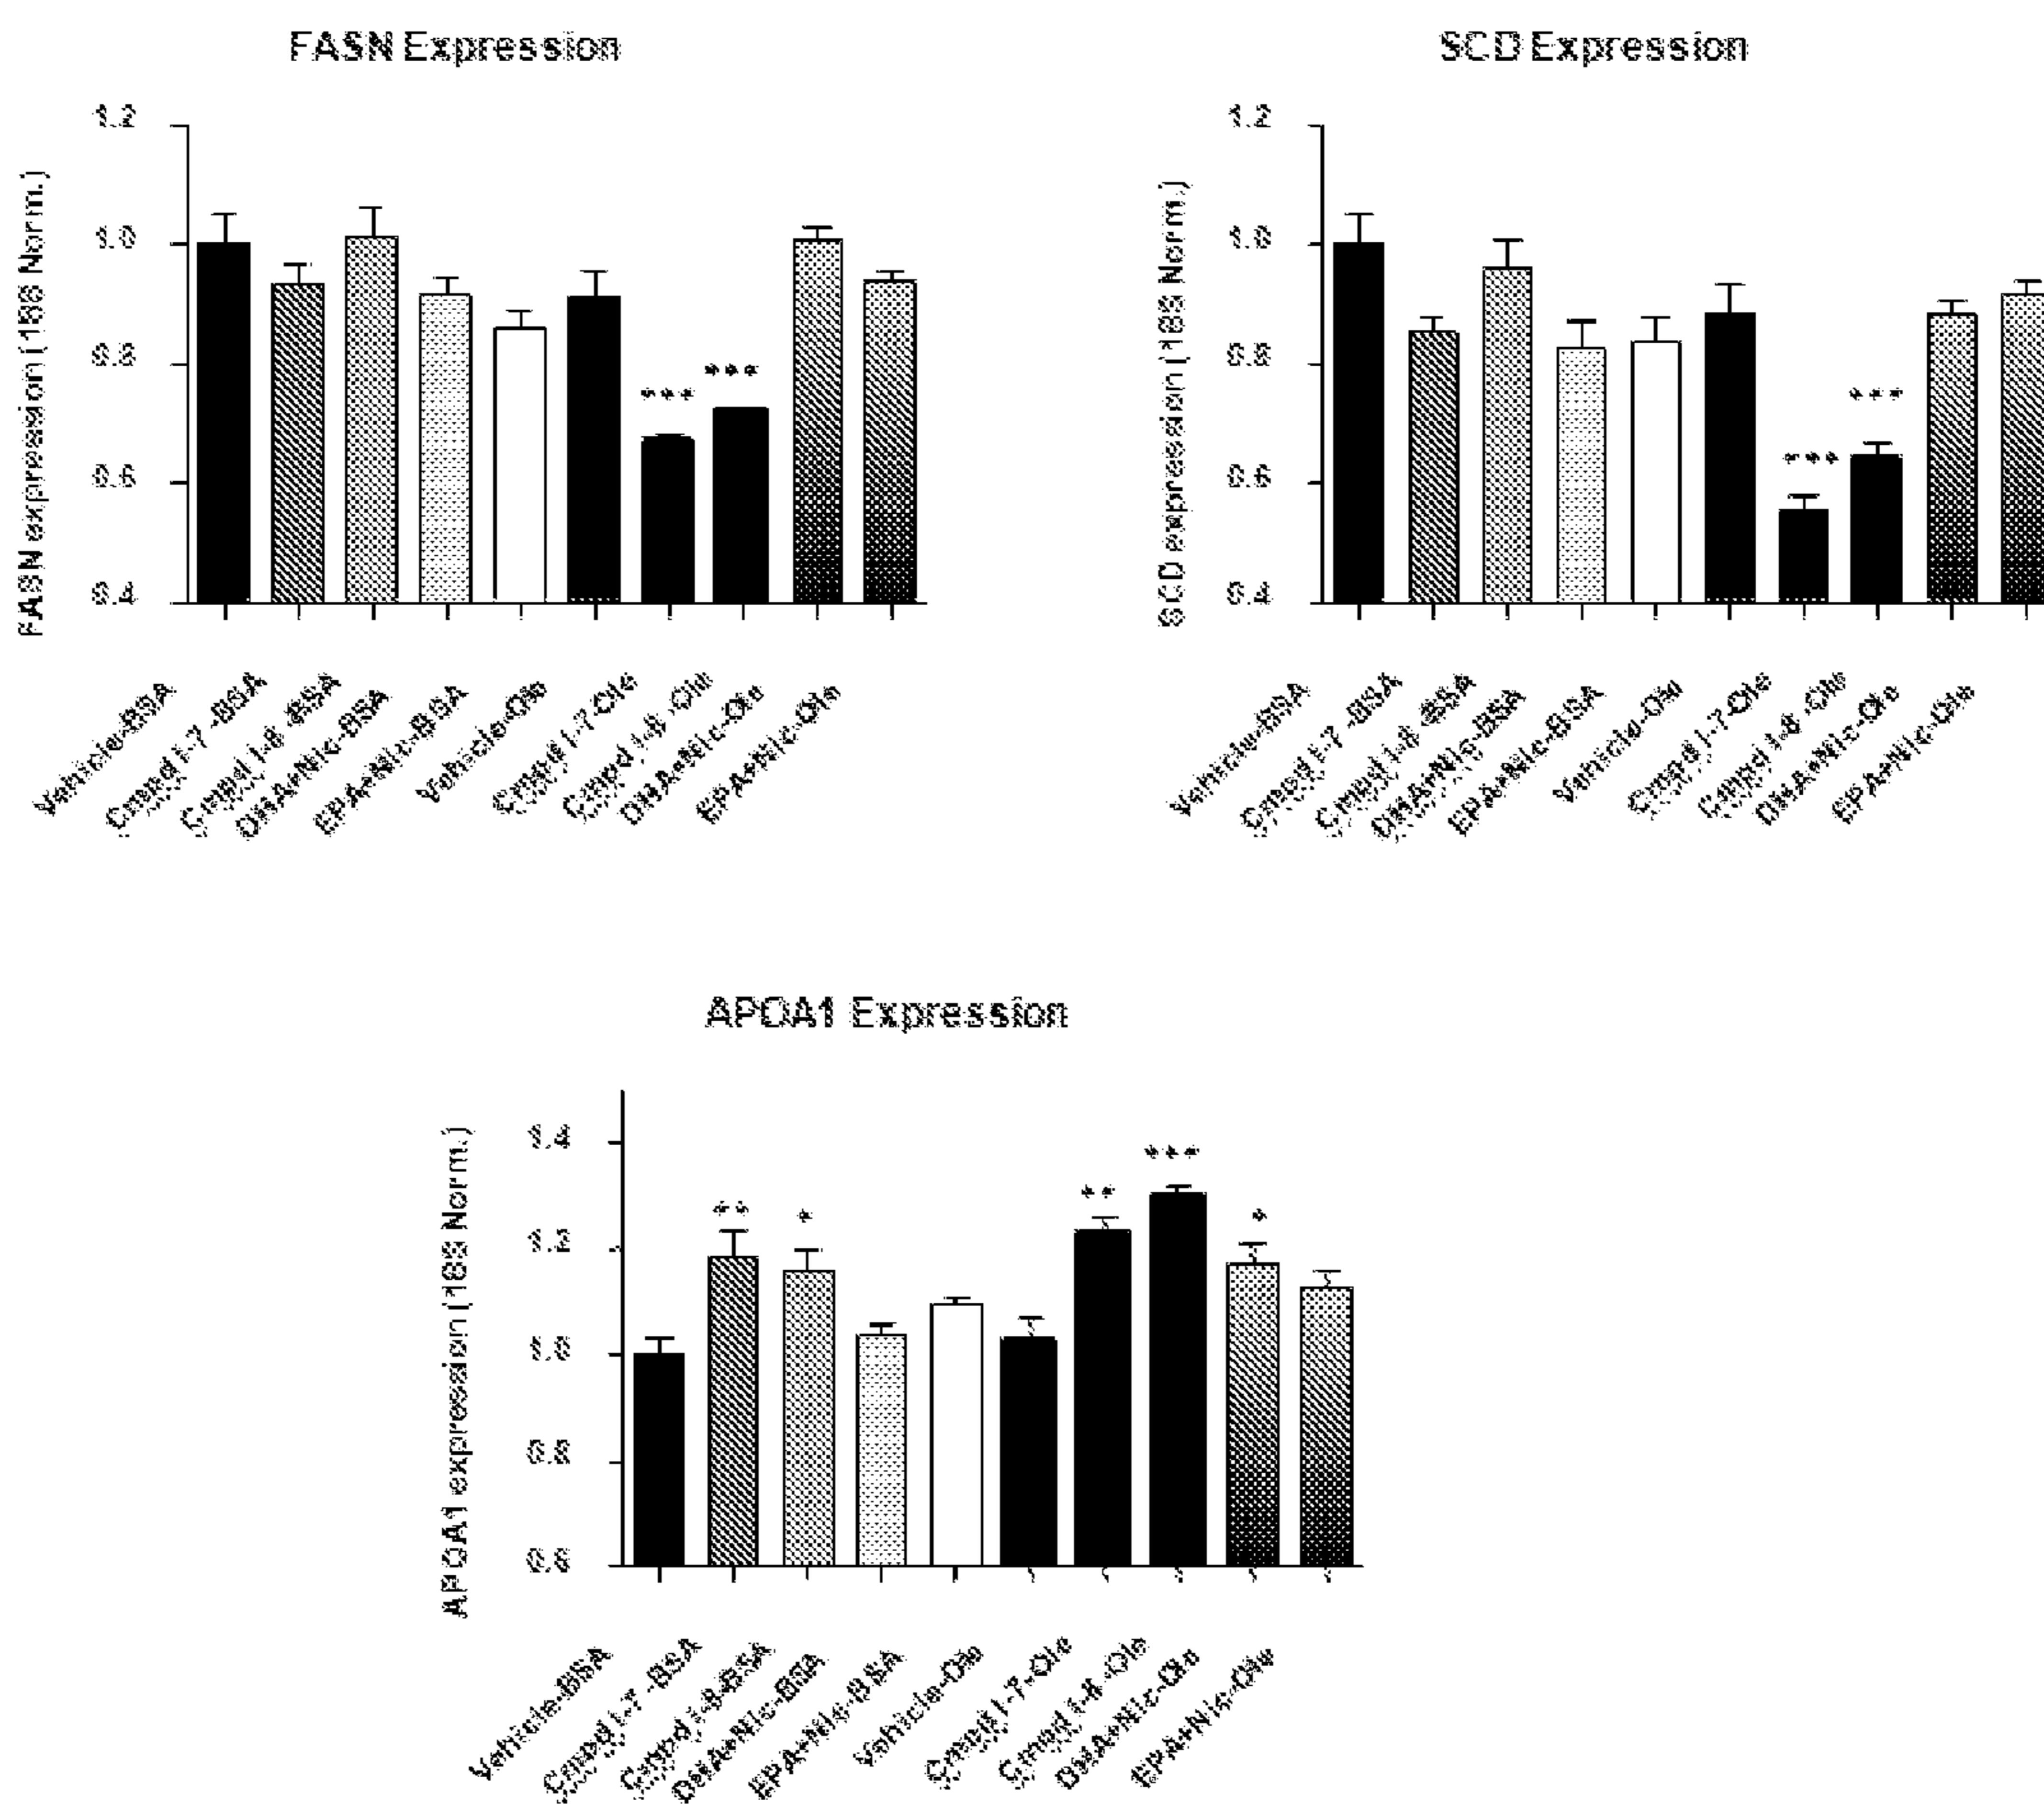 FASN Expression
FASN expression (18S Norm.)
1.2
1.0
0.8
0.6
0.4
***
***
Vehicle-BSA
Cmpd I-7 -BSA
Cmpd I-8 -BSA
DHA+Nic-BSA
EPA+Nic-BSA
Vehicle-Ole
Cmpd I-7-Ole
Cmpd I-8 -Ole
DHA+Nic-Ole
EPA+Nic-Ole
SCD Expression
SCD expression (18S Norm.)
1.2
1.0
0.8
0.6
0.4
***
***
Vehicle-BSA
Cmpd I-7 -BSA
Cmpd I-8 -BSA
DHA+Nic-BSA
EPA+Nic-BSA
Vehicle-Ole
Cmpd I-7-Ole
Cmpd I-8 -Ole
DHA+Nic-Ole
EPA+Nic-Ole
APOA1 Expression
APOA1 expression (18S Norm.)
1.4
1.2
1.0
0.8
0.6
**
*
**
***
*
Vehicle-BSA
Cmpd I-7 -BSA
Cmpd I-8-BSA
DHA+Nic-BSA
EPA+Nic-BSA
Vehicle-Ole
Cmpd I-7-Ole
Cmpd I-8 -Ole
DHA+Nic-Ole
EPA+Nic-Ole